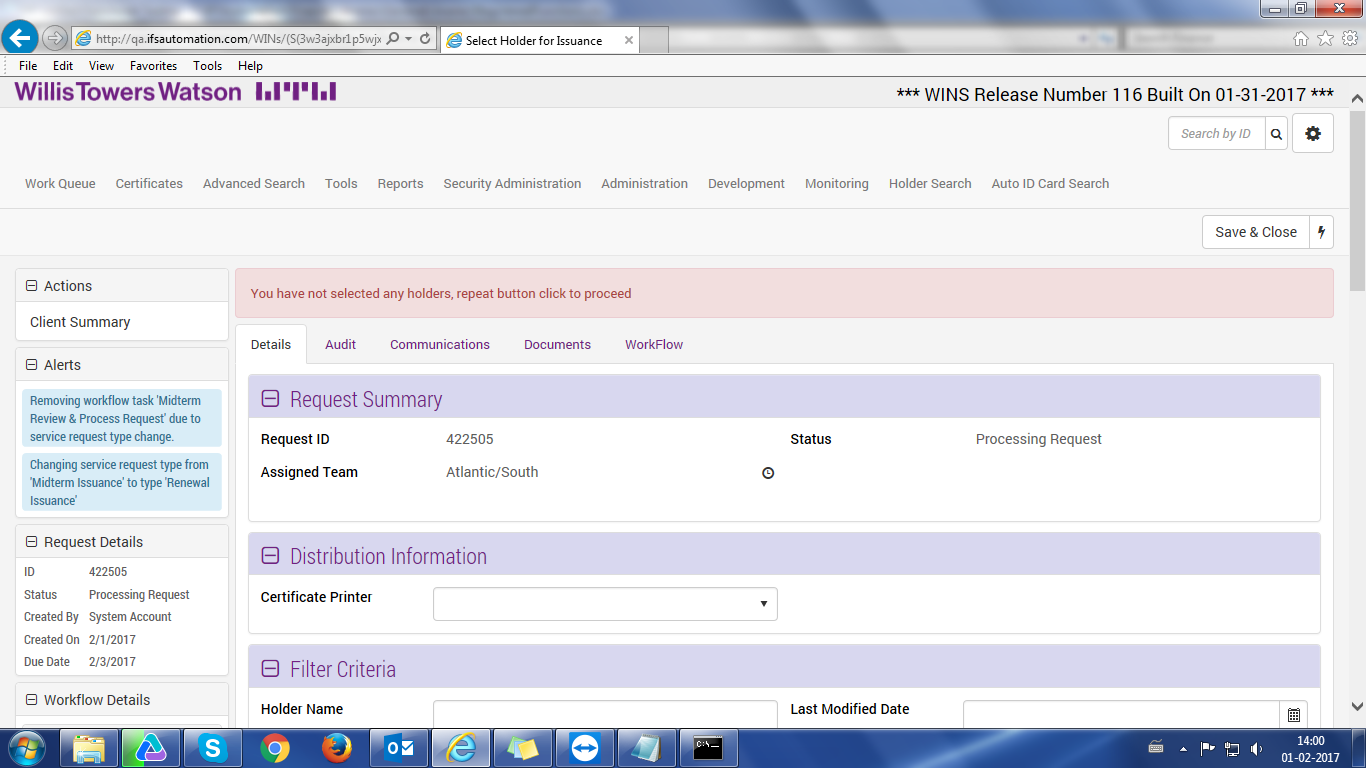 http://qa.ifsautomation.com/WINs/(S(3w3ajxbr1p5wjx
Select Holder for Issuance
File Edit View Favorites Tools Help
Willis Towers Watson
*** WINS Release Number 116 Built On 01-31-2017 ***
Search by ID
Work Queue Certificates Advanced Search Tools Reports Security Administration Administration Development Monitoring Holder Search Auto ID Card Search
Save & Close
Actions
Client Summary
Alerts
Removing workflow task 'Midterm
Review & Process Request' due to
service request type change.
Changing service request type from
'Midterm Issuance' to type 'Renewal
Issuance'
Request Details
ID 422505
Status Processing Request
Created By System Account
Created On 2/1/2017
Due Date 2/3/2017
Workflow Details
You have not selected any holders, repeat button click to proceed
Details Audit Communications Documents WorkFlow
Request Summary
Request ID 422505 Status Processing Request
Assigned Team Atlantic/South
Distribution Information
Certificate Printer
Filter Criteria
Holder Name Last Modified Date
14:00
01-02-2017